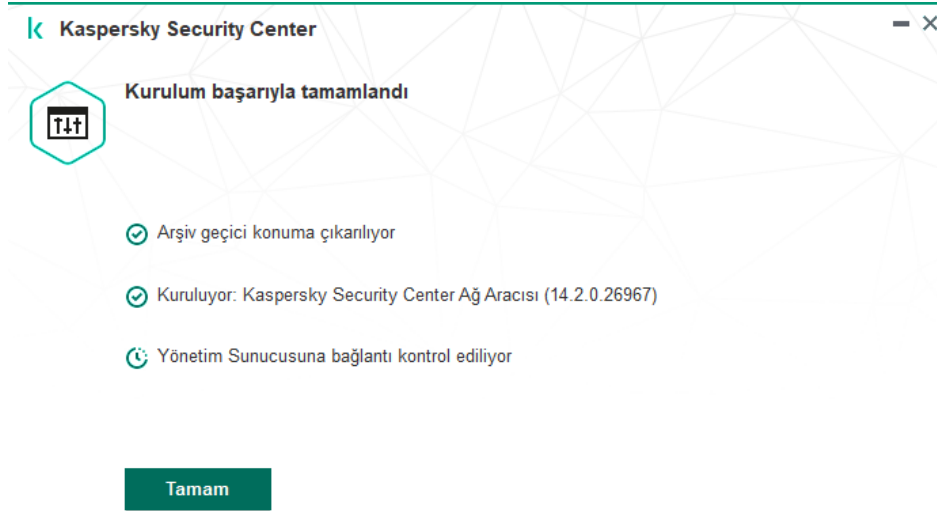 Kaspersky Security Center
Kurulum başarıyla tamamlandı
Arşiv geçici konuma çıkarılıyor
Kuruluyor: Kaspersky Security Center Ağ Aracısı (14.2.0.26967)
Yönetim Sunucusuna bağlantı kontrol ediliyor
Tamam